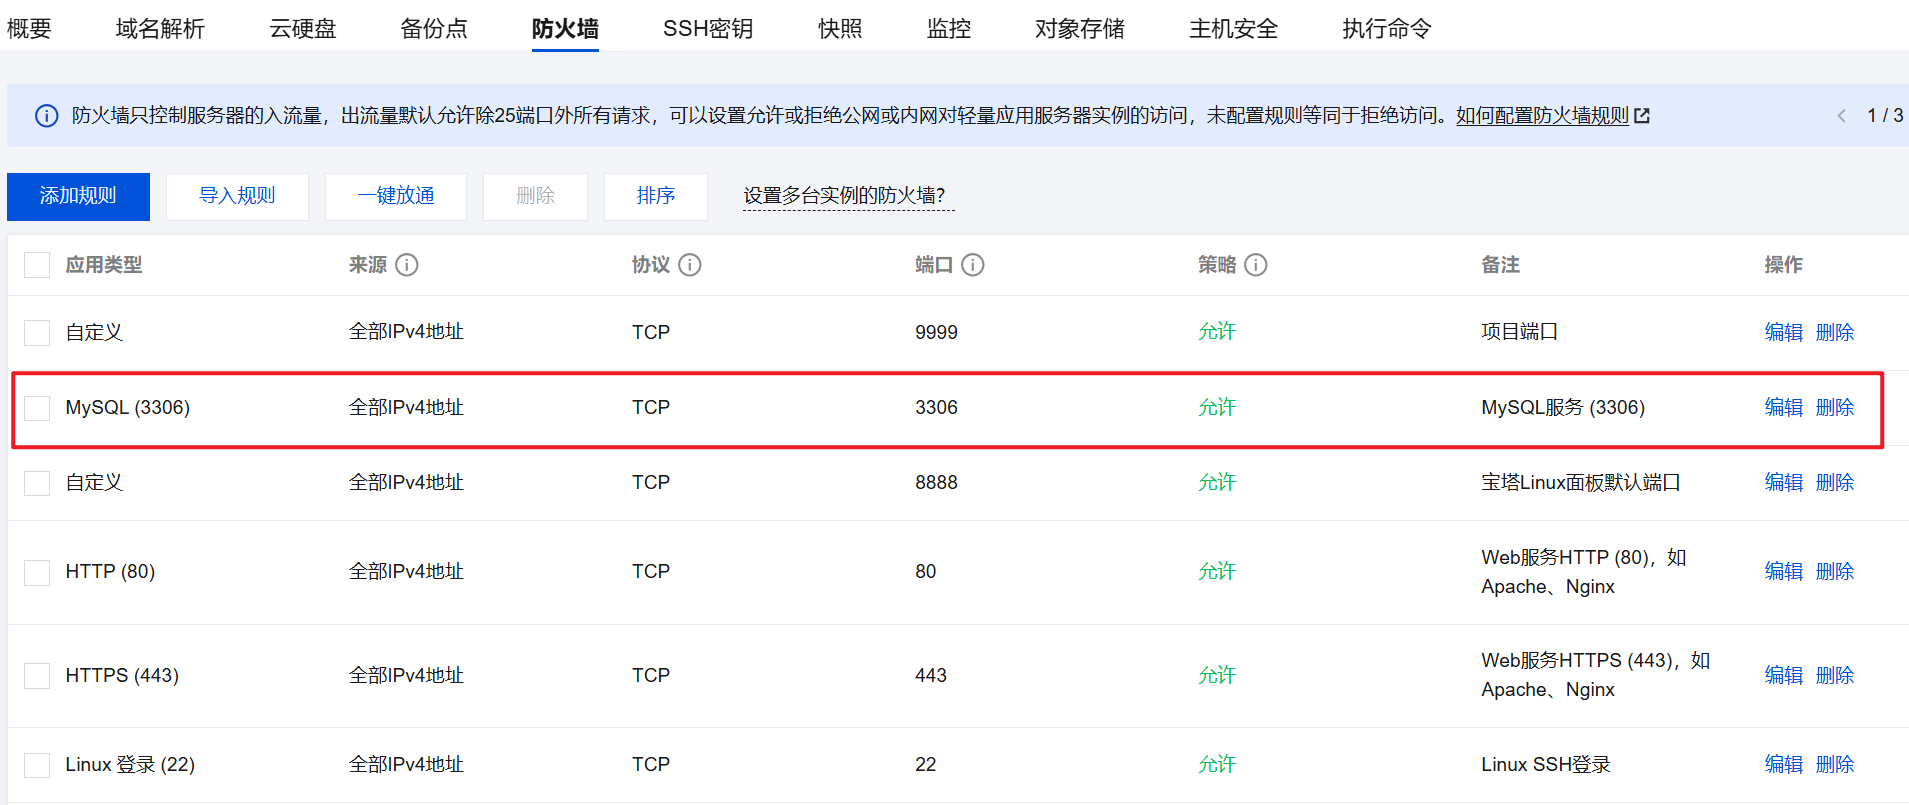 概要 域名解析 云硬盘 备份点 防火墙 SSH密钥 快照 监控 对象存储 主机安全 执行命令
防火墙只控制服务器的入流量，出流量默认允许除25端口外所有请求，可以设置允许或拒绝公网或内网对轻量应用服务器实例的访问，未配置规则等同于拒绝访问。如何配置防火墙规则 1 / 3
添加规则 导入规则 一键放通 删除 排序 设置多台实例的防火墙？
应用类型 来源 协议 端口 策略 备注 操作
自定义 全部IPv4地址 TCP 9999 允许 项目端口 编辑 删除
MySQL (3306) 全部IPv4地址 TCP 3306 允许 MySQL服务 (3306) 编辑 删除
自定义 全部IPv4地址 TCP 8888 允许 宝塔Linux面板默认端口 编辑 删除
HTTP (80) 全部IPv4地址 TCP 80 允许 Web服务HTTP (80)，如
Apache、Nginx 编辑 删除
HTTPS (443) 全部IPv4地址 TCP 443 允许 Web服务HTTPS (443)，如
Apache、Nginx 编辑 删除
Linux 登录 (22) 全部IPv4地址 TCP 22 允许 Linux SSH登录 编辑 删除